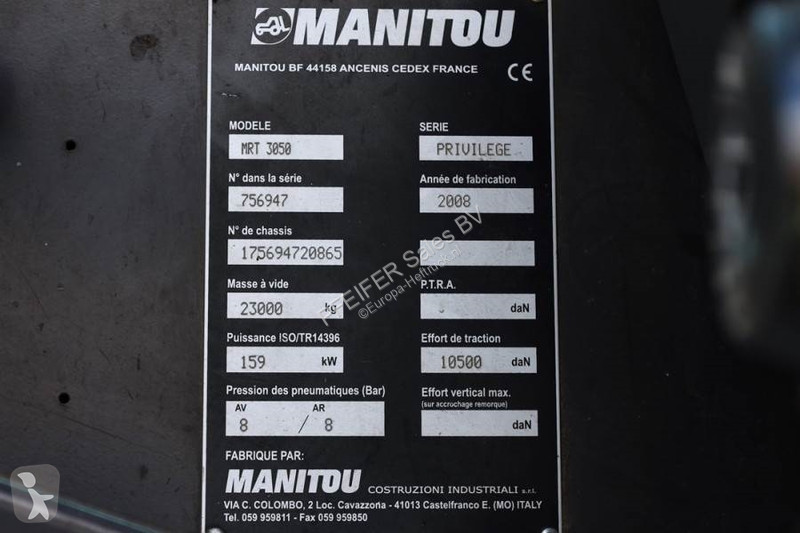 MANITOU
MANITOU BF 44158 ANCENIS CEDEX FRANCE CE
MODELE SERIE
MRT 3050 PRIVILEGE
N° dans la série Année de fabrication
756947 2008
N° de chassis
175694720865
Masse à vide P.T.R.A.
23000 kg daN
Puissance ISO/TR14396 Effort de traction
159 kW 10500 daN
Pression des pneumatiques (Bar) Effort vertical max.
(sur accrochage remorque)
AV AR
8 / 8 daN
FABRIQUE PAR:
MANITOU COSTRUZIONI INDUSTRIALI s.r.l.
VIA C. COLOMBO, 2 Loc. Cavazzona - 41013 Castelfranco E. (MO) ITALY
Tel. 059 959811 - Fax 059 959850
PFEIFER Sales BV